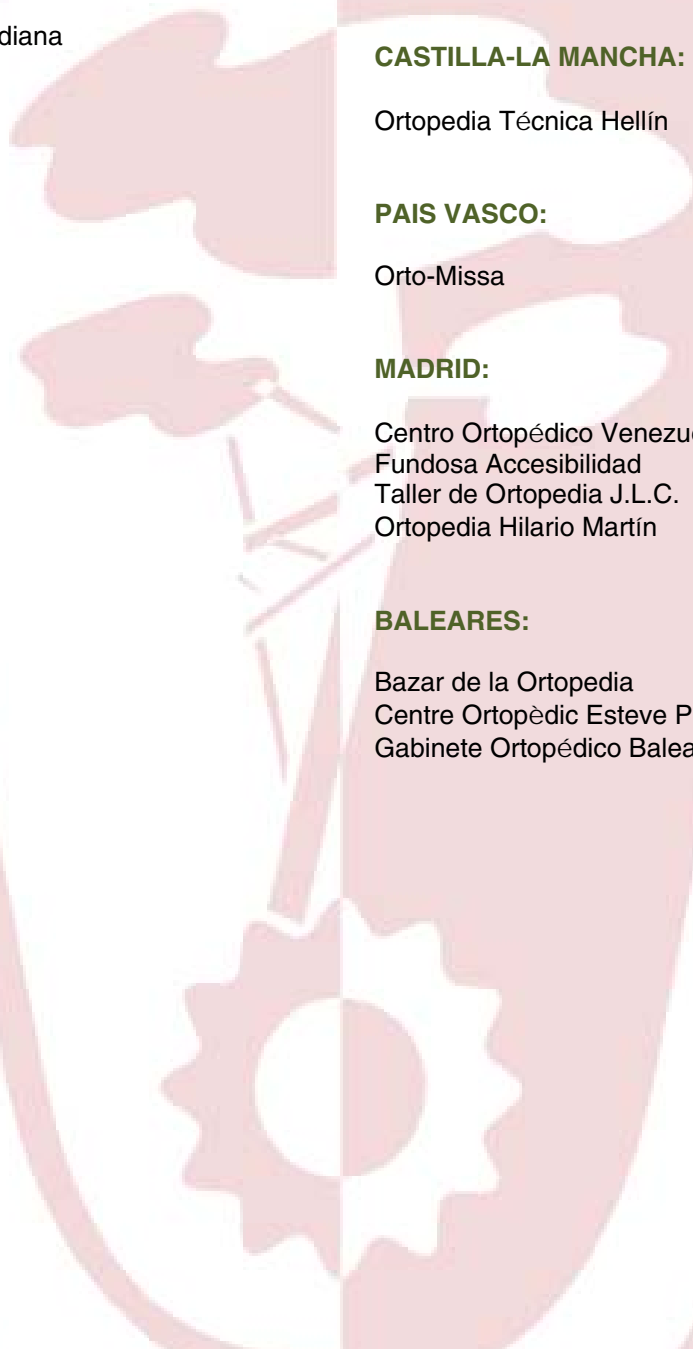 diana
CASTILLA-LA MANCHA:
Ortopedia Técnica Hellín
PAIS VASCO:
Orto-Missa
MADRID:
Centro Ortopédico
Fundosa Accesibilidad
Taller de Ortopedia J.L.C.
Ortopedia Hilario Martín
BALEARES:
Bazar de la Ortopedia
Centre Ortopèdic Esteve
Gabinete Ortopédico